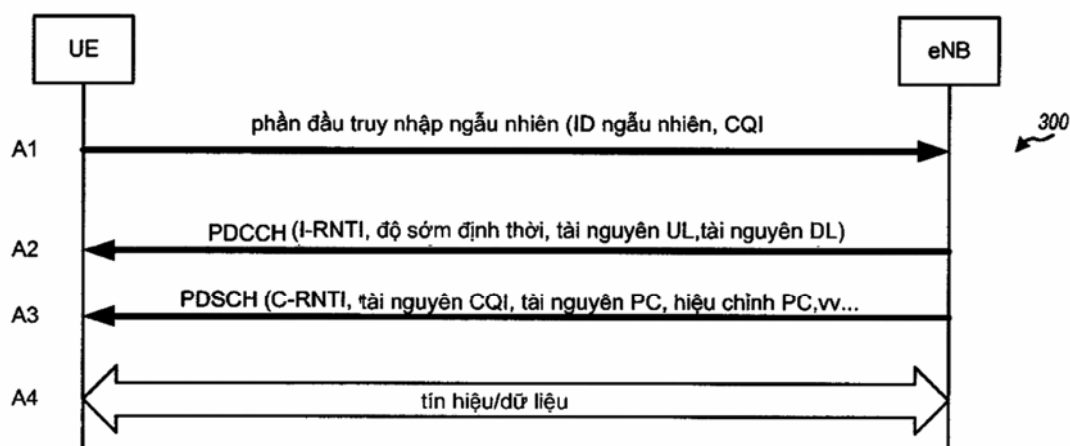 UE
eNB
phần đầu truy nhập ngẫu nhiên (ID ngẫu nhiên, CQI
A1
300
PDCCH (I-RNTI, độ sớm định thời, tài nguyên UL,tài nguyên DL)
A2
PDSCH (C-RNTI, tài nguyên CQI, tài nguyên PC, hiệu chỉnh PC,vv...
A3
A4
tín hiệu/dữ liệu